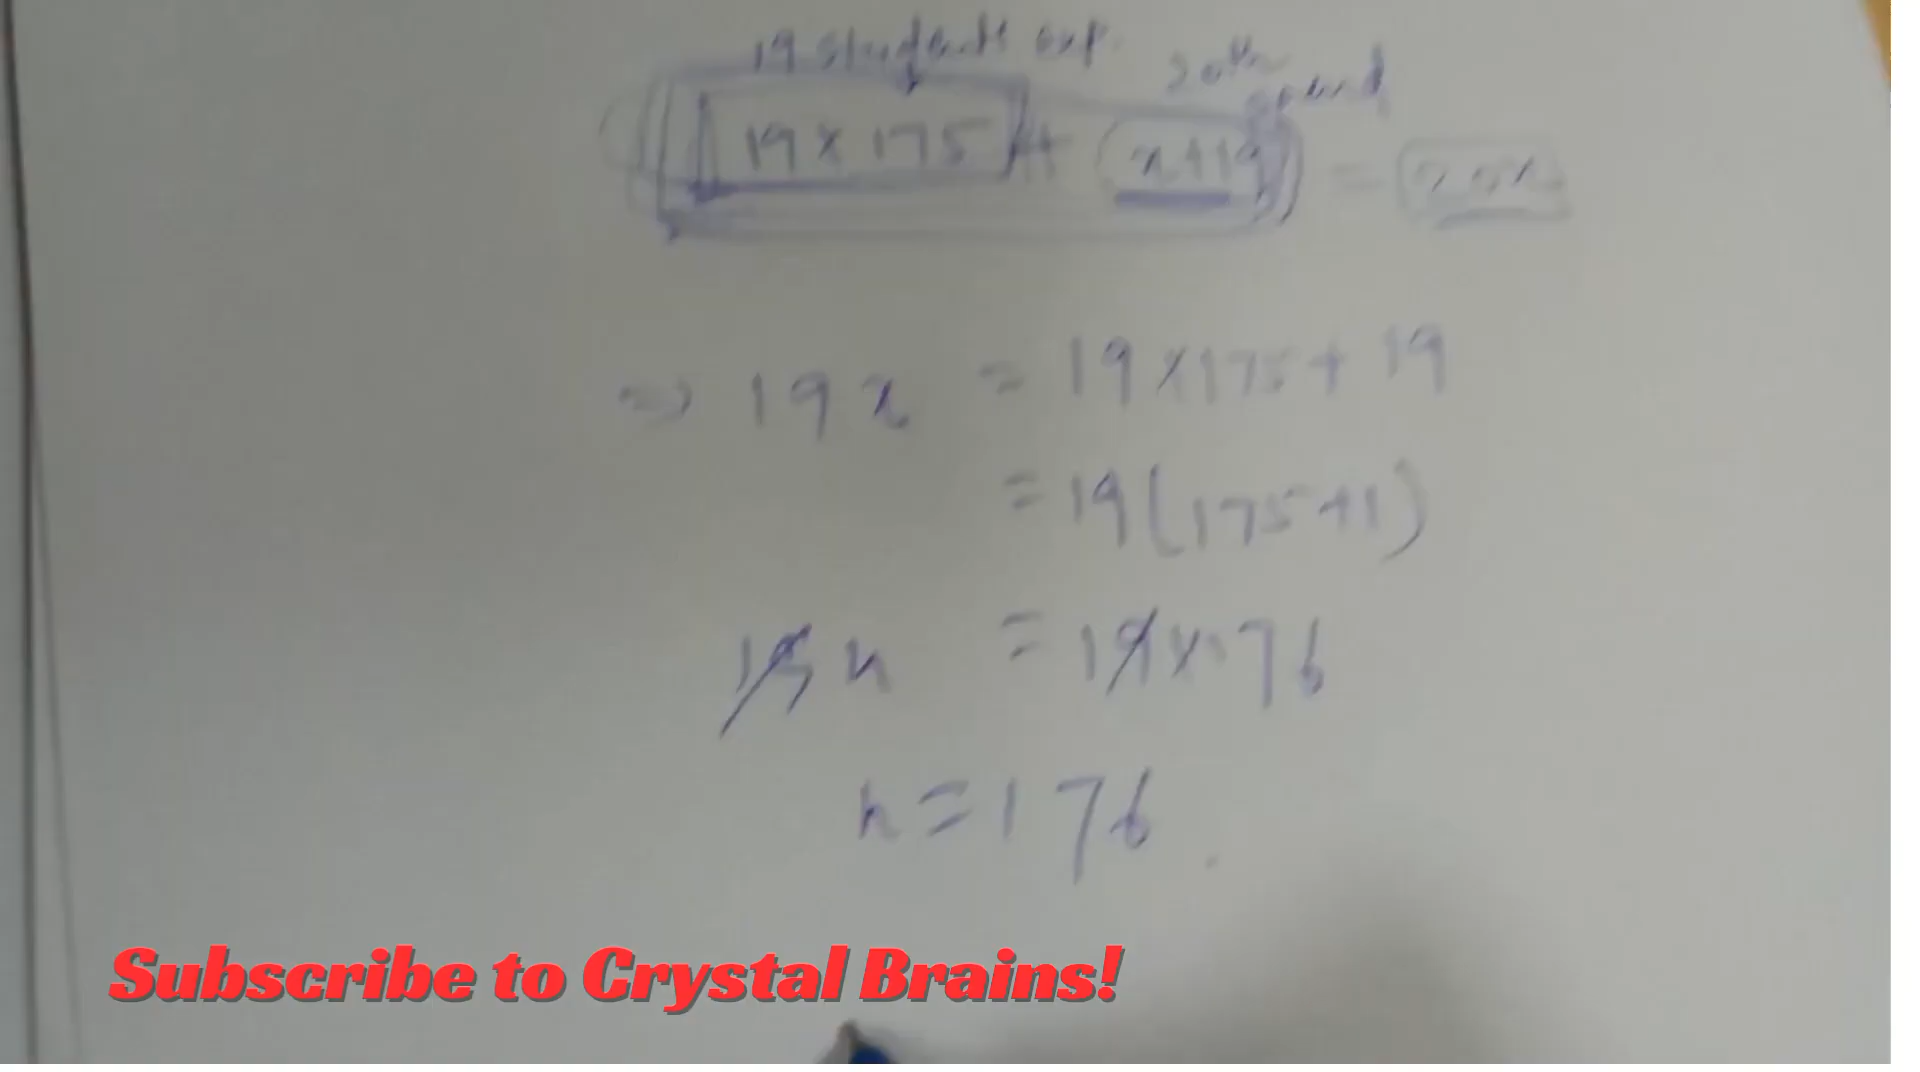 19 students exp.
20th spend
19 x 175 + (x+19) = 20x
⇒ 19x = 19 x 175 + 19
= 19(175+1)
19x = 19 x 176
x = 176
Subscribe to Crystal Brains!